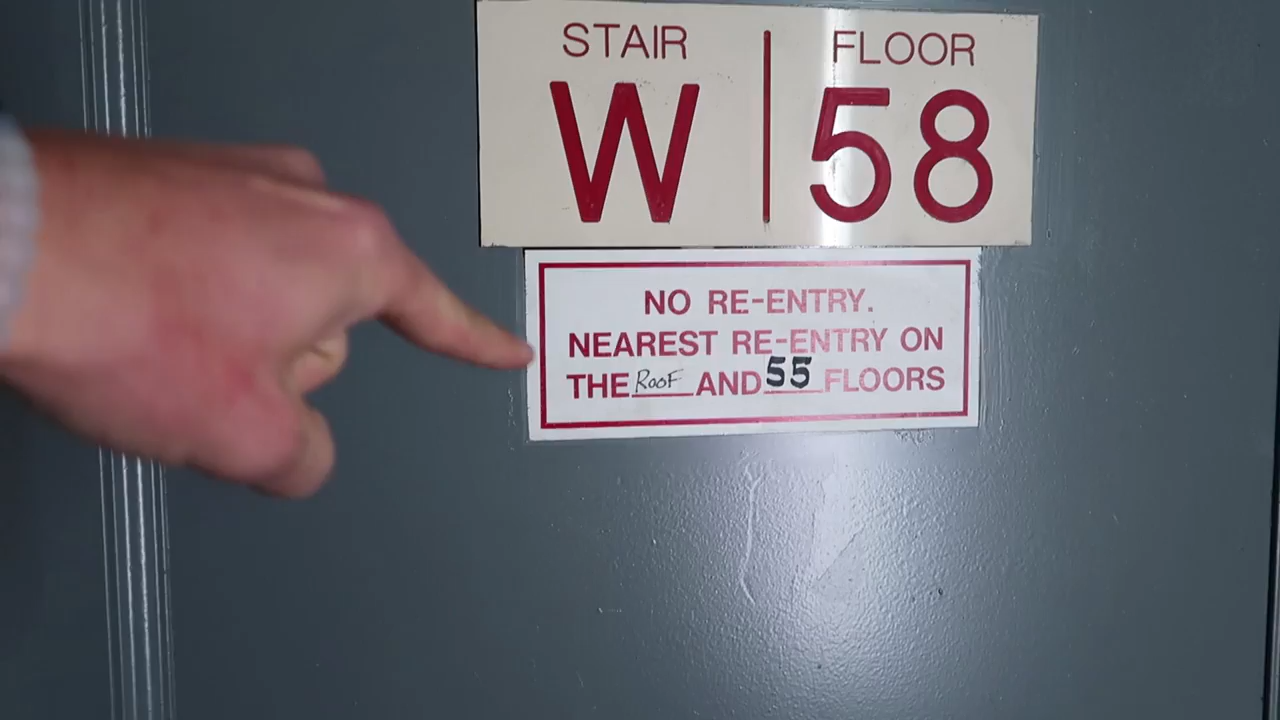 STAIR FLOOR
W 58
NO RE-ENTRY.
NEAREST RE-ENTRY ON
THE ROOF AND 55 FLOORS